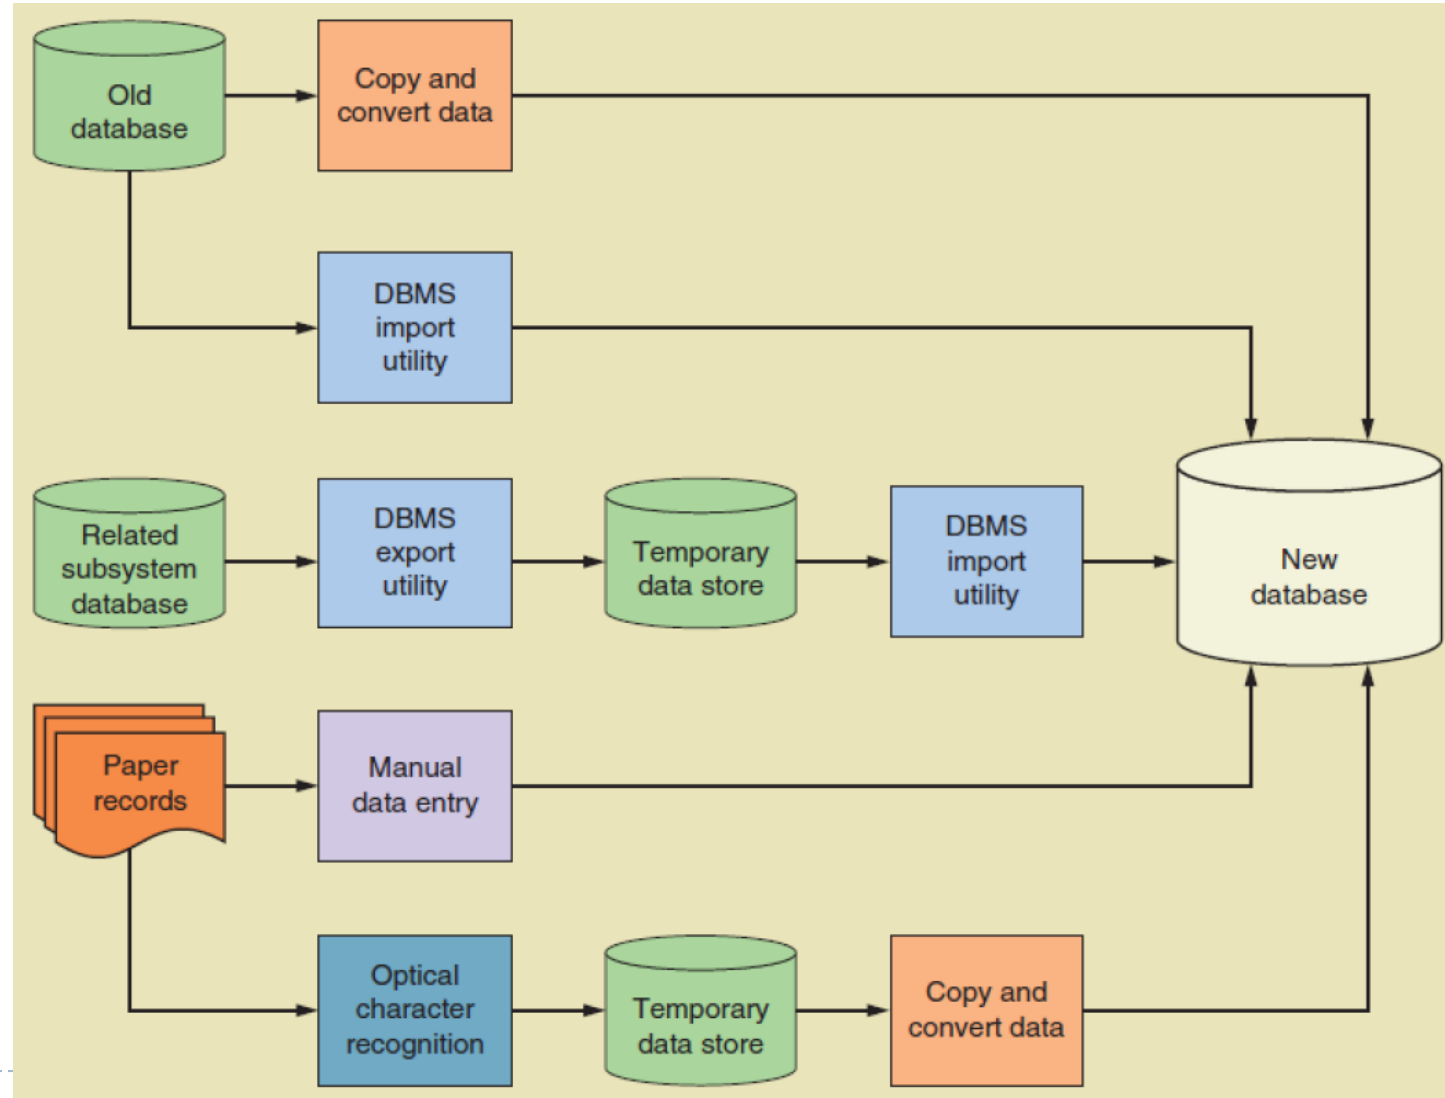 Old
database
Copy and
convert data
DBMS
import
utility
Related
subsystem
database
DBMS
export
utility
Temporary
data store
DBMS
import
utility
New
database
Paper
records
Manual
data entry
Optical
character
recognition
Temporary
data store
Copy and
convert data